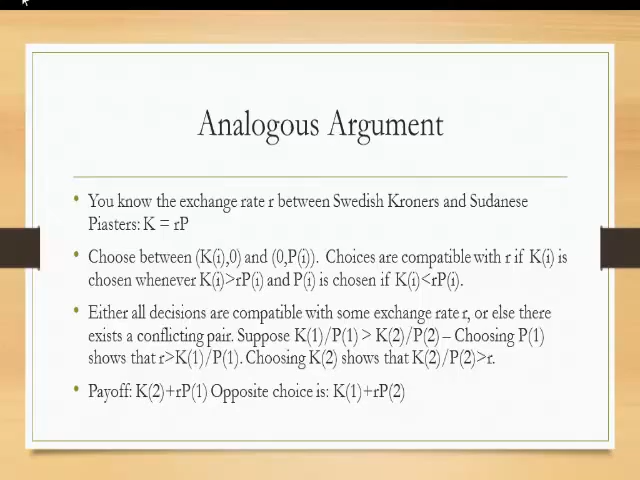 Analogous Argument
• You know the exchange rate r between Swedish Kroners and Sudanese
Piasters: K = rP
• Choose between (K(i),0) and (0,P(i)). Choices are compatible with r if K(i) is
chosen whenever K(i)>rP(i) and P(i) is chosen if K(i)<rP(i).
• Either all decisions are compatible with some exchange rate r, or else there
exists a conflicting pair. Suppose K(1)/P(1) > K(2)/P(2) – Choosing P(1)
shows that r>K(1)/P(1). Choosing K(2) shows that K(2)/P(2)>r.
• Payoff: K(2)+rP(1) Opposite choice is: K(1)+rP(2)